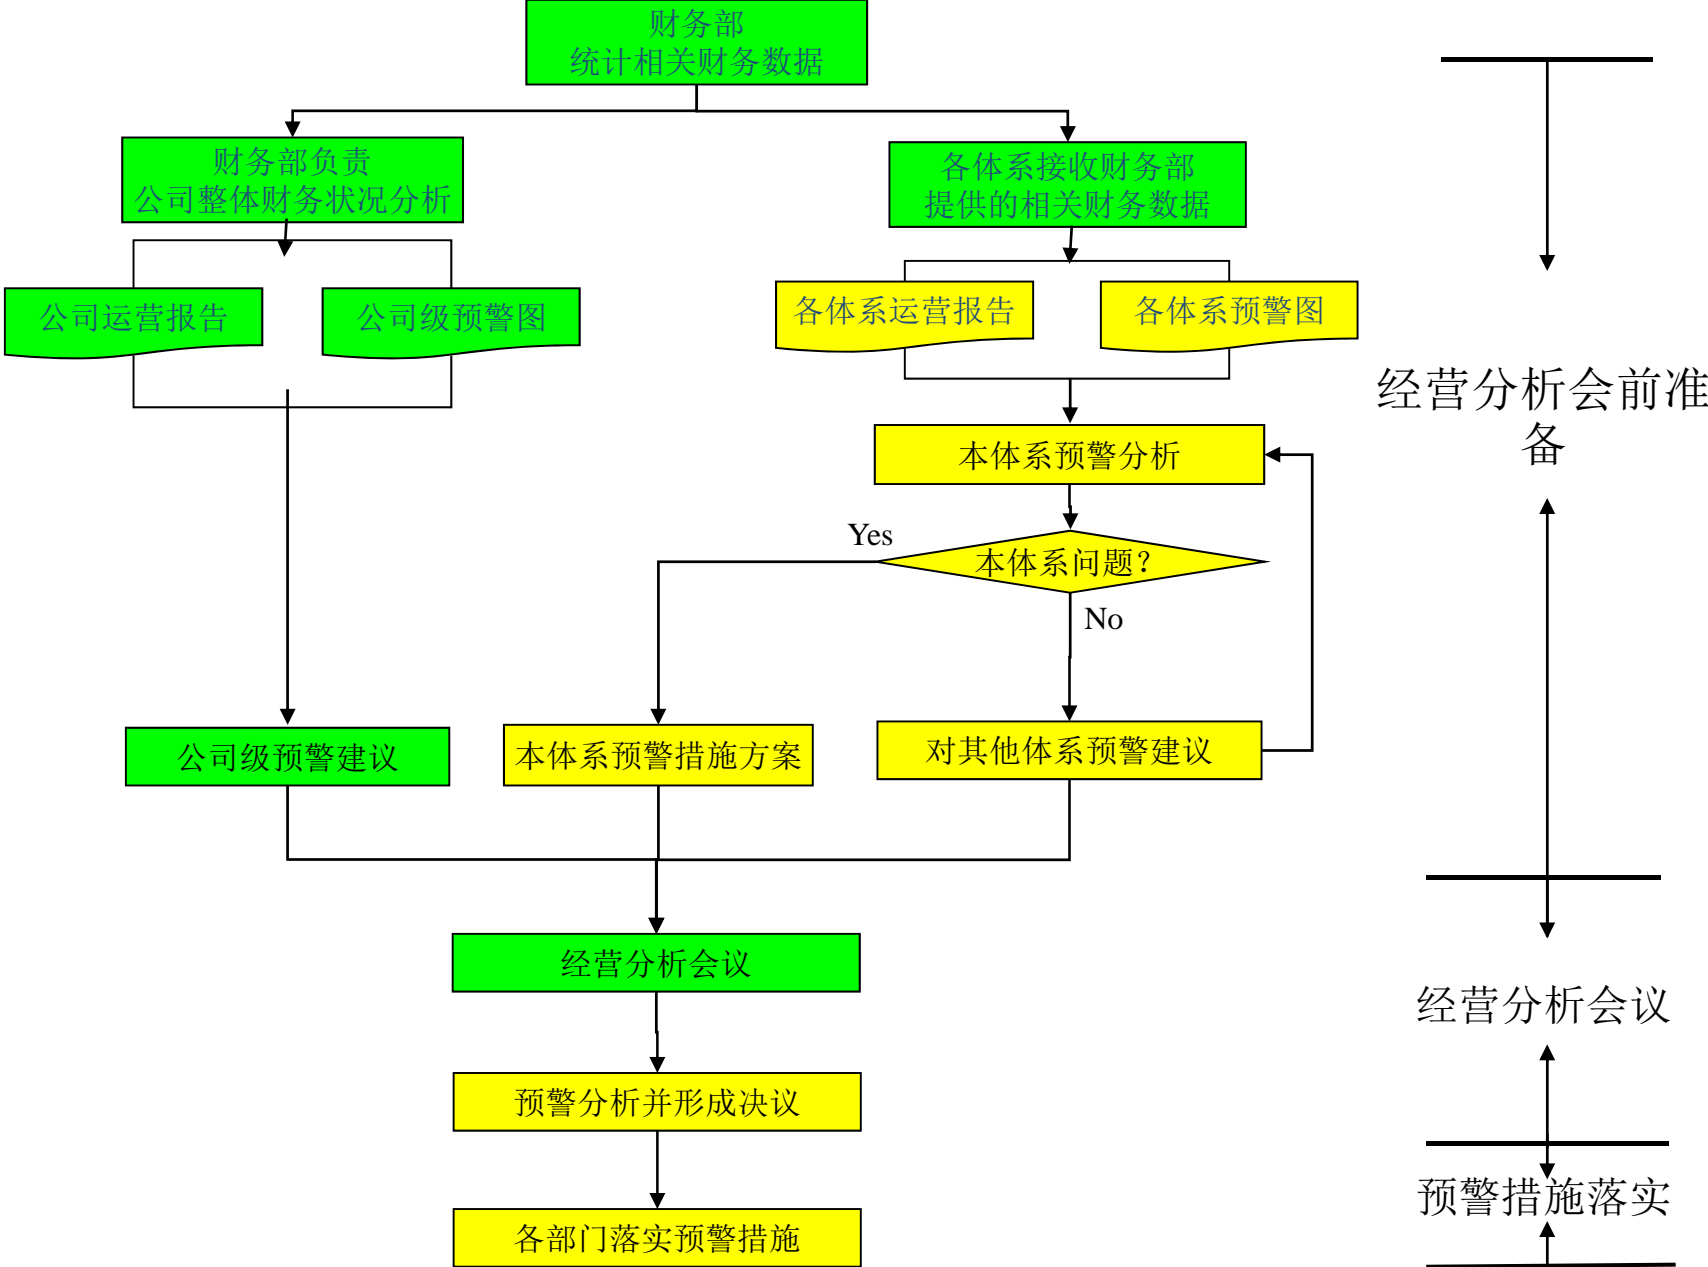 财务部
统计相关财务数据
财务部负责
公司整体财务状况分析
各体系接收财务部
提供的相关财务数据
公司运营报告
公司级预警图
各体系运营报告
各体系预警图
经营分析会前准
备
本体系预警分析
Yes
本体系问题？
No
公司级预警建议
本体系预警措施方案
对其他体系预警建议
经营分析会议
经营分析会议
预警分析并形成决议
预警措施落实
各部门落实预警措施